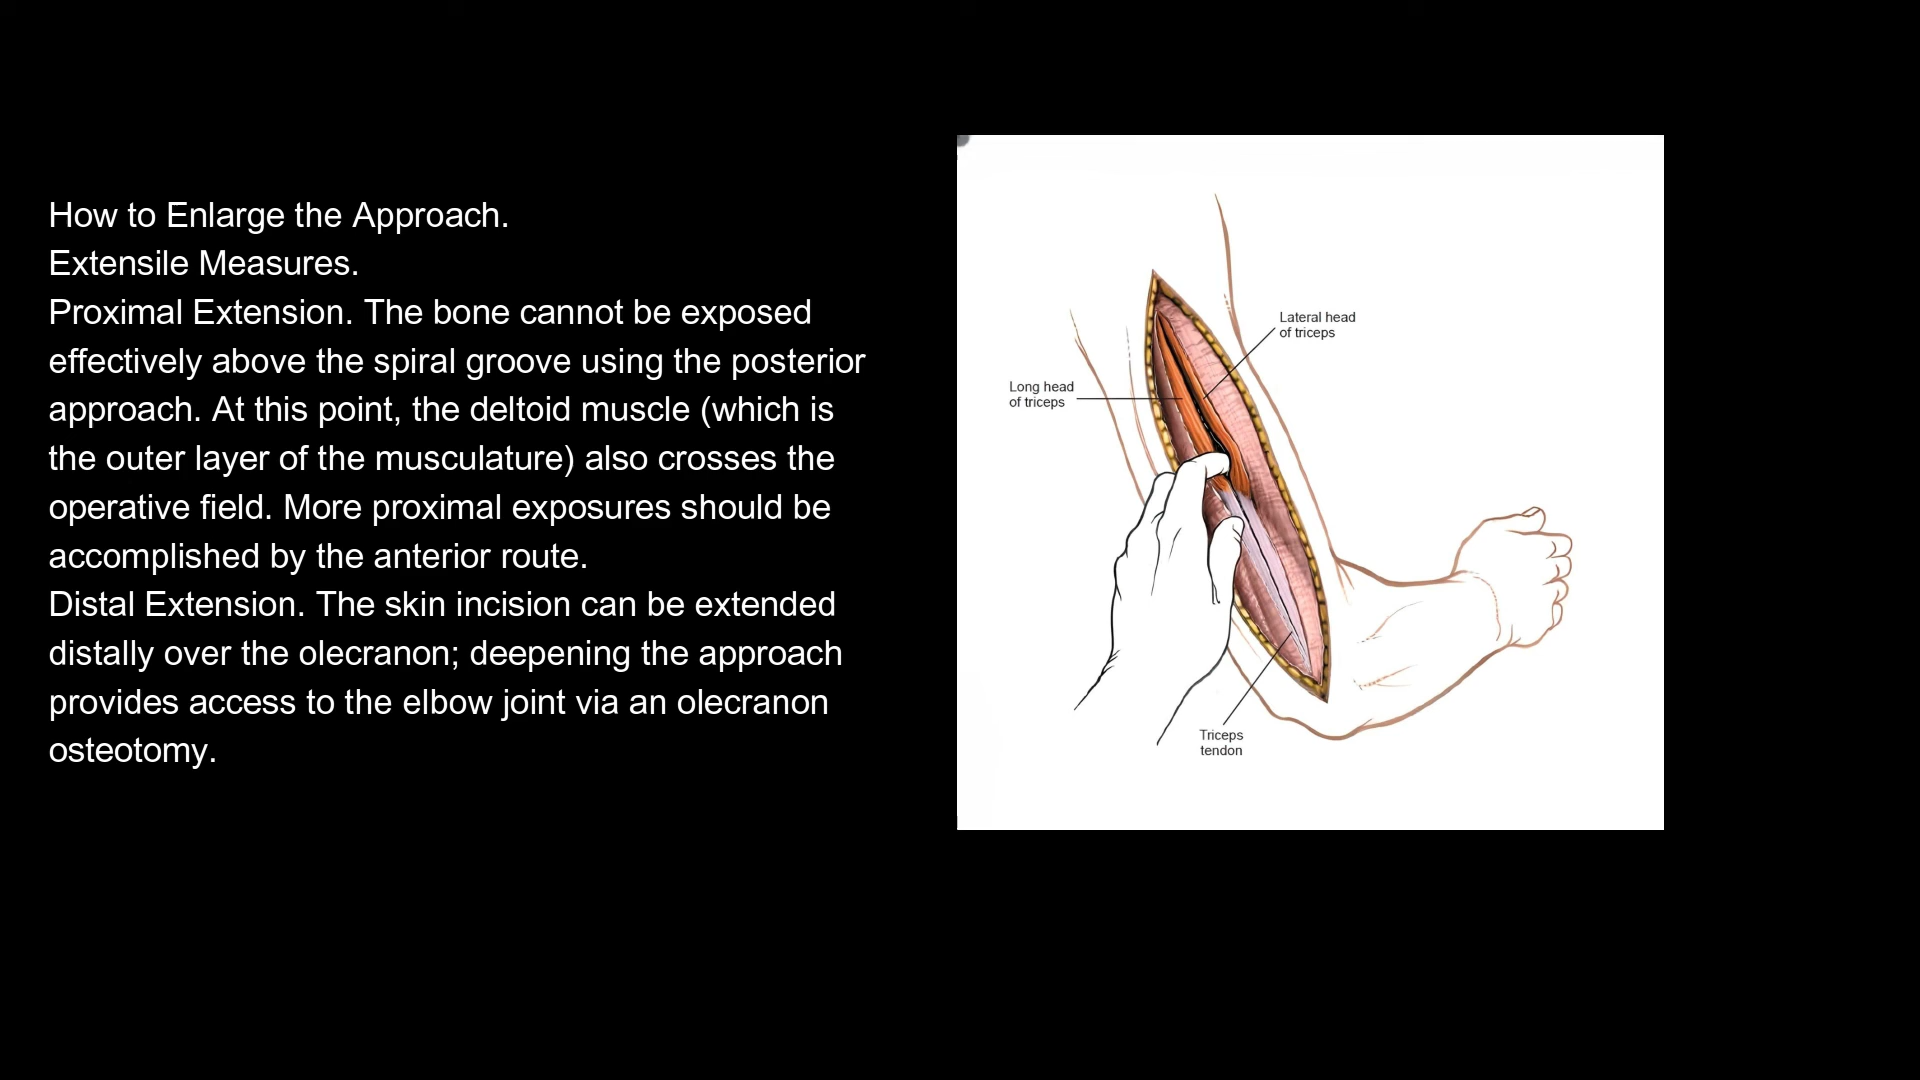 How to Enlarge the Approach.
Extensile Measures.
Proximal Extension. The bone cannot be exposed
effectively above the spiral groove using the posterior
approach. At this point, the deltoid muscle (which is
the outer layer of the musculature) also crosses the
operative field. More proximal exposures should be
accomplished by the anterior route.
Distal Extension. The skin incision can be extended
distally over the olecranon; deepening the approach
provides access to the elbow joint via an olecranon
osteotomy.
Lateral head
of triceps
Long head
of triceps
Triceps
tendon